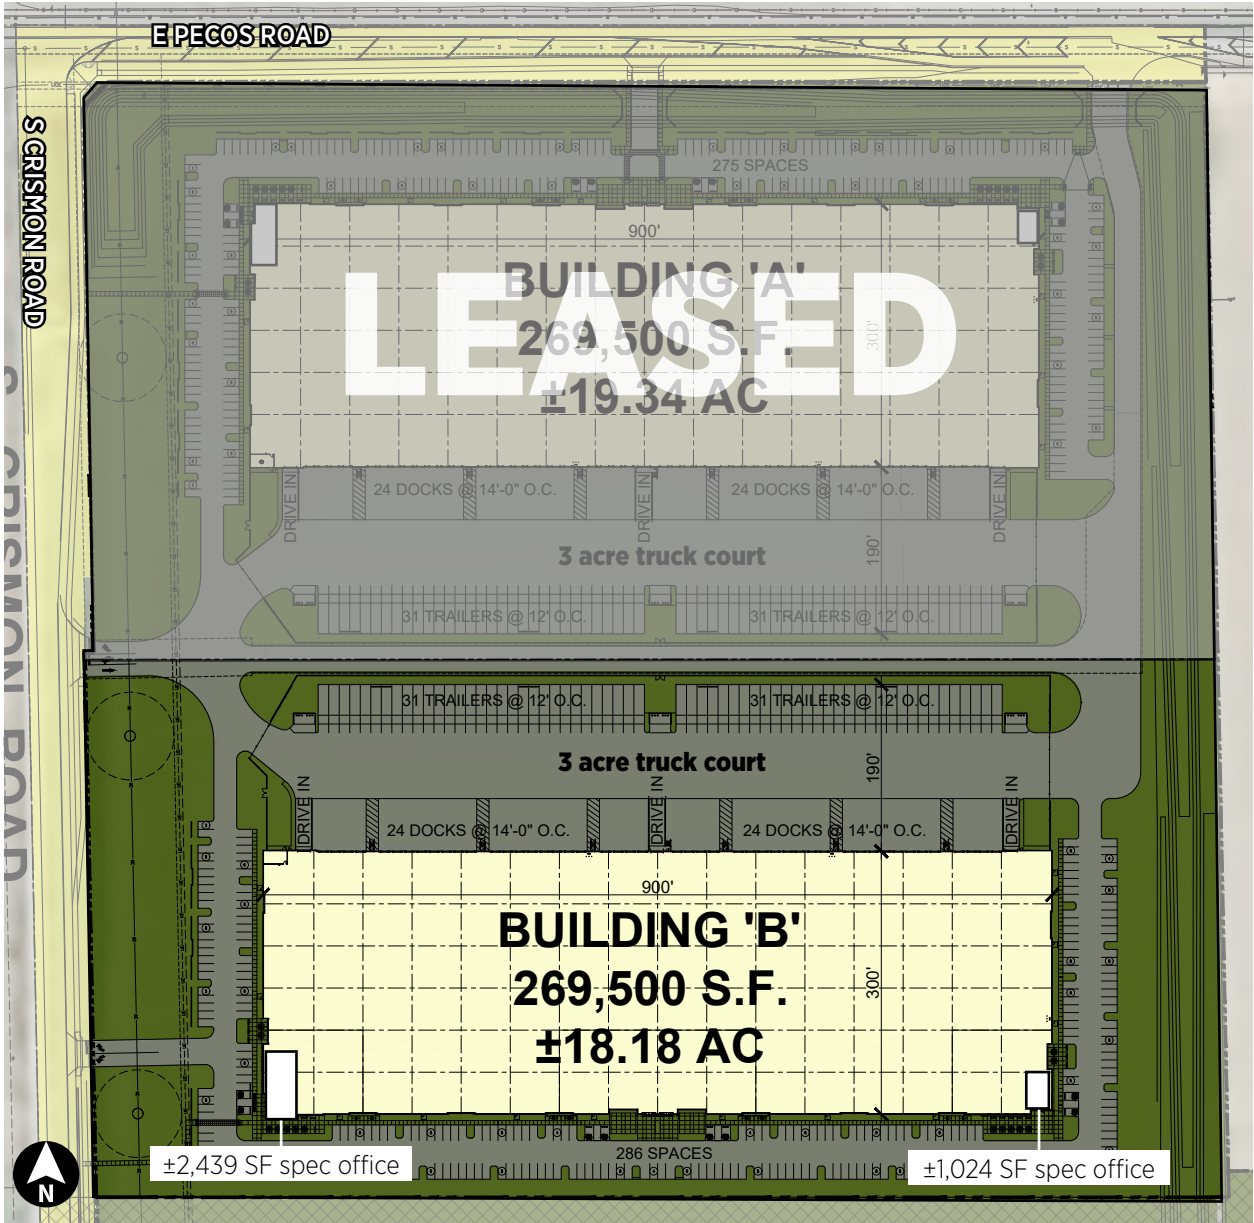 E PECOS ROAD
S CRISMON ROAD
S CRISMON ROAD
275 SPACES
900'
BUILDING 'A'
269,500 S.F.
±19.34 AC
300'
LEASED
24 DOCKS @ 14'-0" O.C.
24 DOCKS @ 14'-0" O.C.
DRIVE IN
DRIVE IN
DRIVE IN
3 acre truck court
190'
31 TRAILERS @ 12' O.C.
31 TRAILERS @ 12' O.C.
31 TRAILERS @ 12' O.C.
31 TRAILERS @ 12' O.C.
3 acre truck court
190'
DRIVE IN
DRIVE IN
DRIVE IN
24 DOCKS @ 14'-0" O.C.
24 DOCKS @ 14'-0" O.C.
900'
BUILDING 'B'
269,500 S.F.
±18.18 AC
300'
286 SPACES
±2,439 SF spec office
±1,024 SF spec office
N